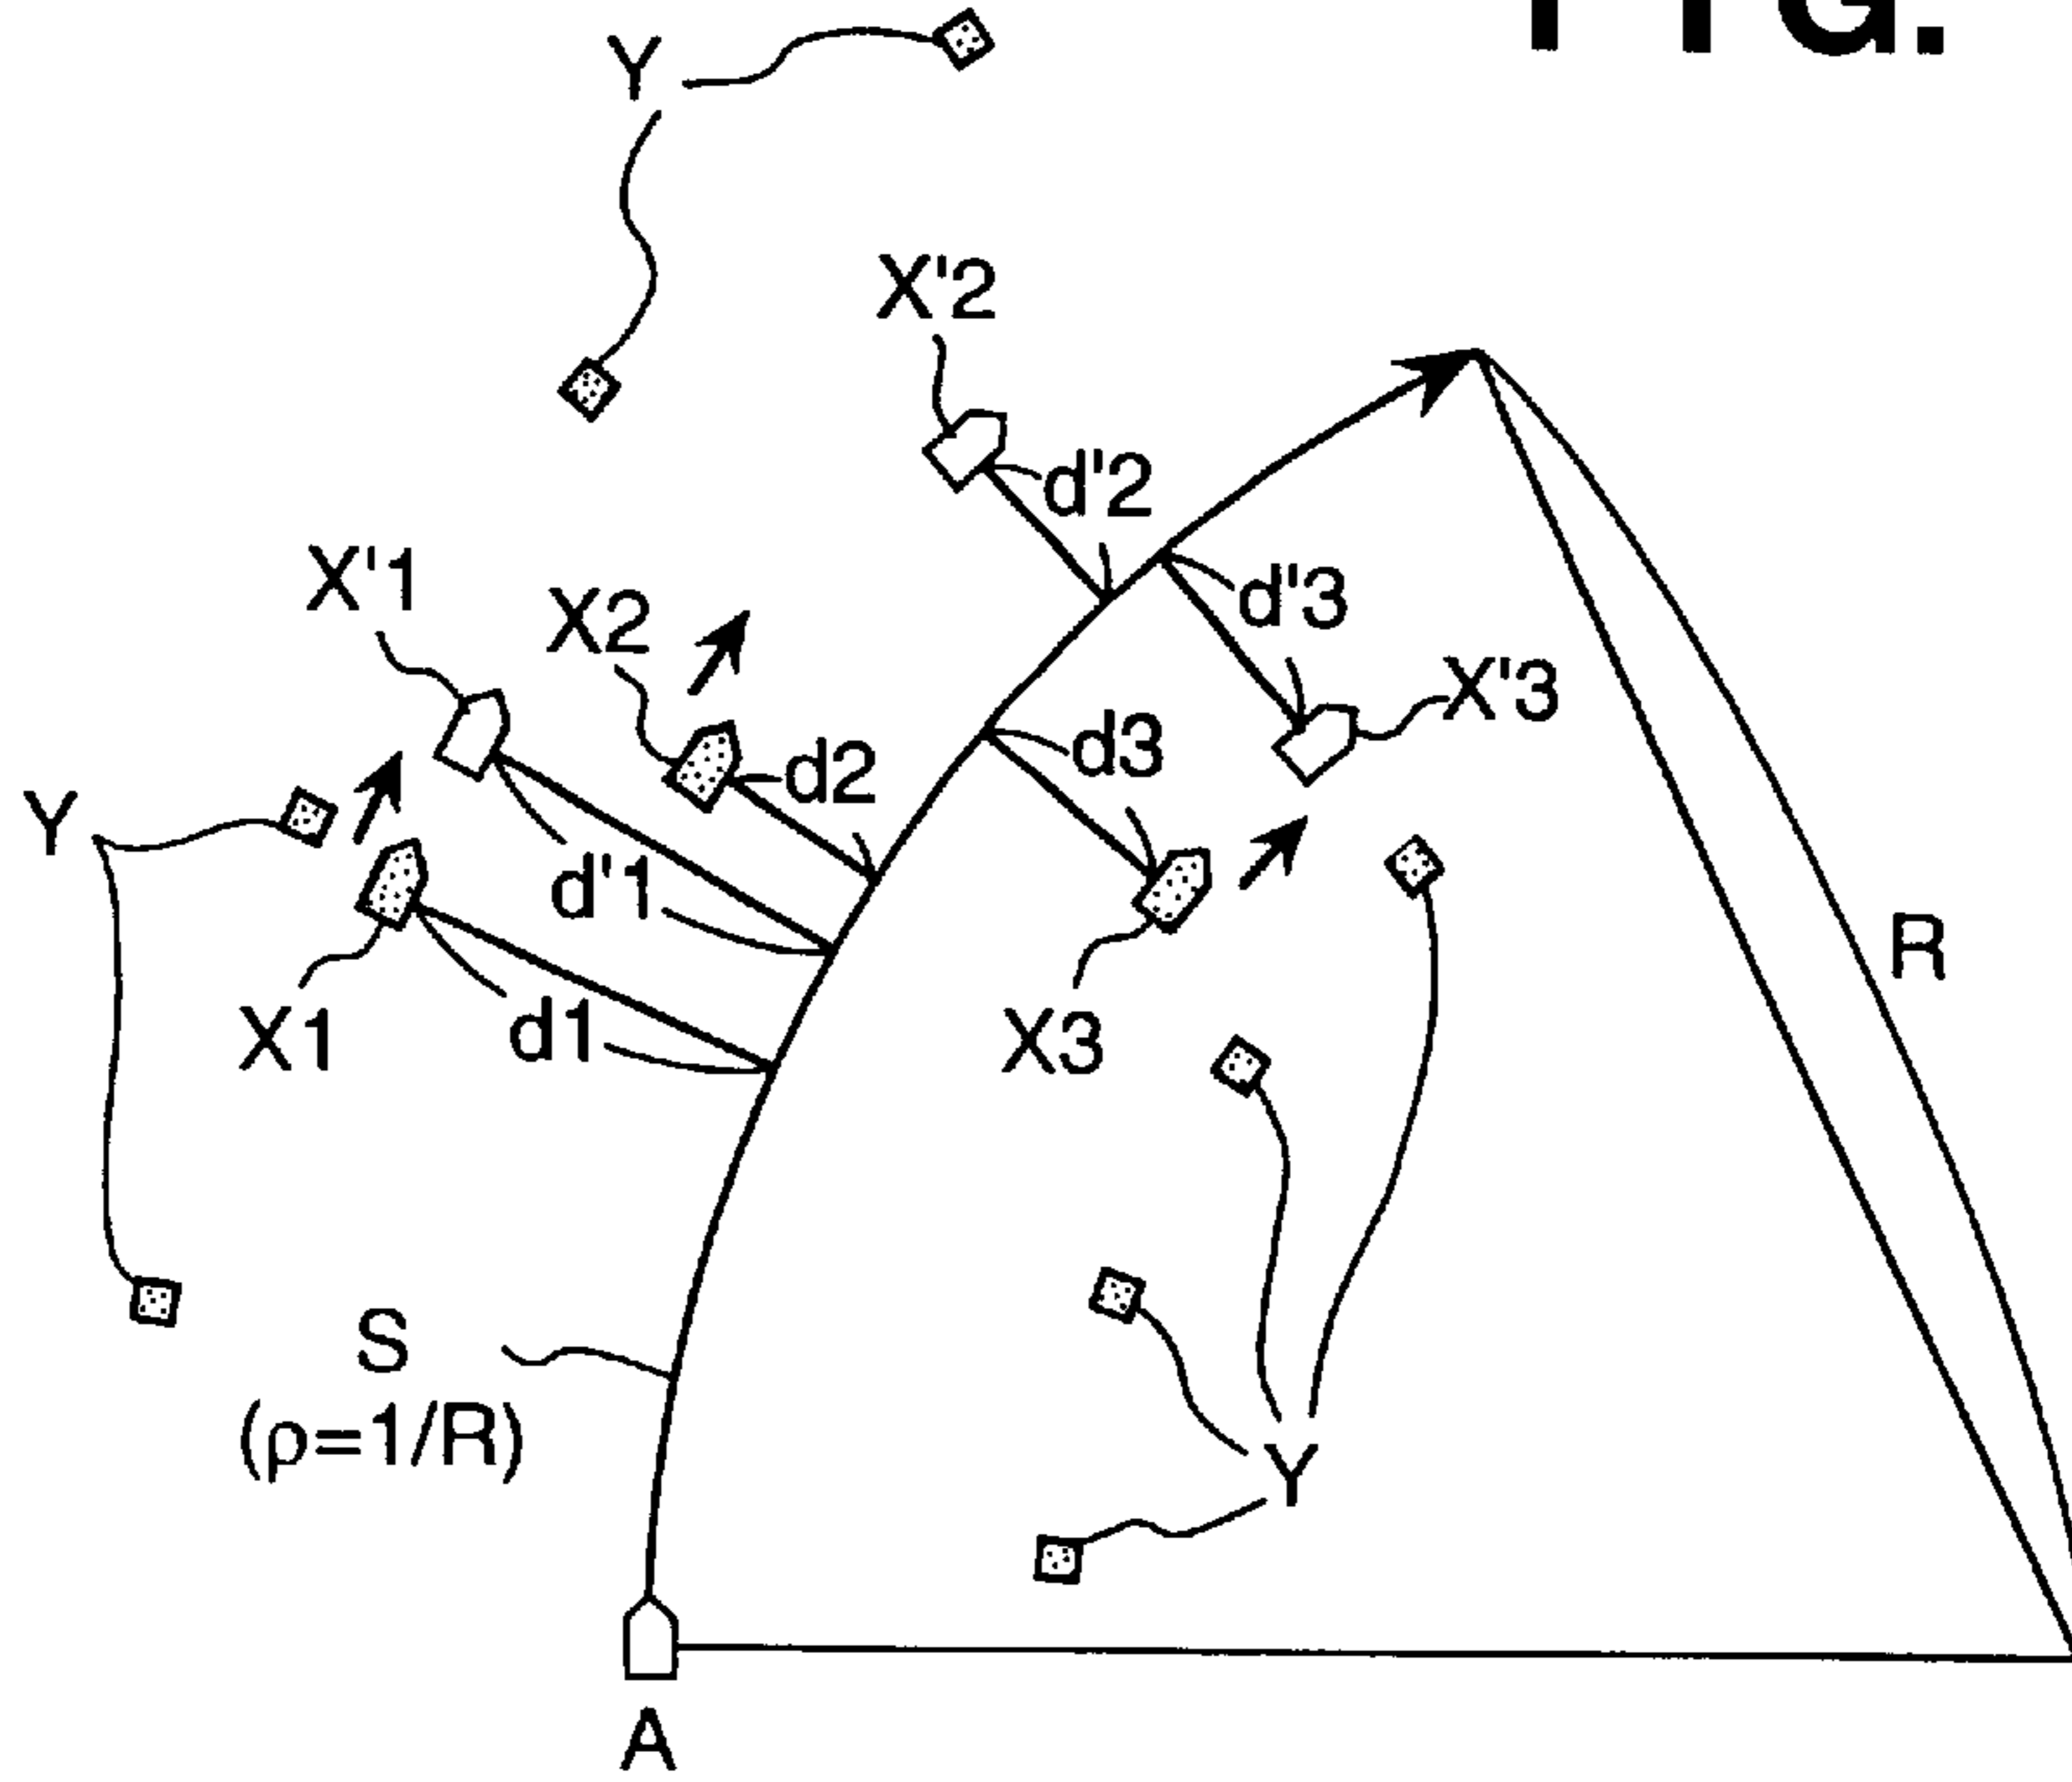 FIG.
Y
X'2
d'2
X'1
X2
d'3
X'3
d3
d2
Y
d'1
R
X1
d1
X3
S
(ρ=1/R)
Y
A